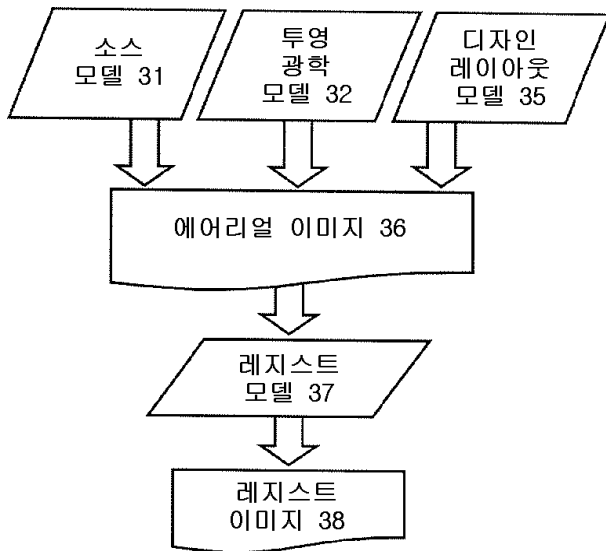 소스
모델 31
투영
광학
모델 32
디자인
레이아웃
모델 35
에어리얼 이미지 36
레지스트
모델 37
레지스트
이미지 38